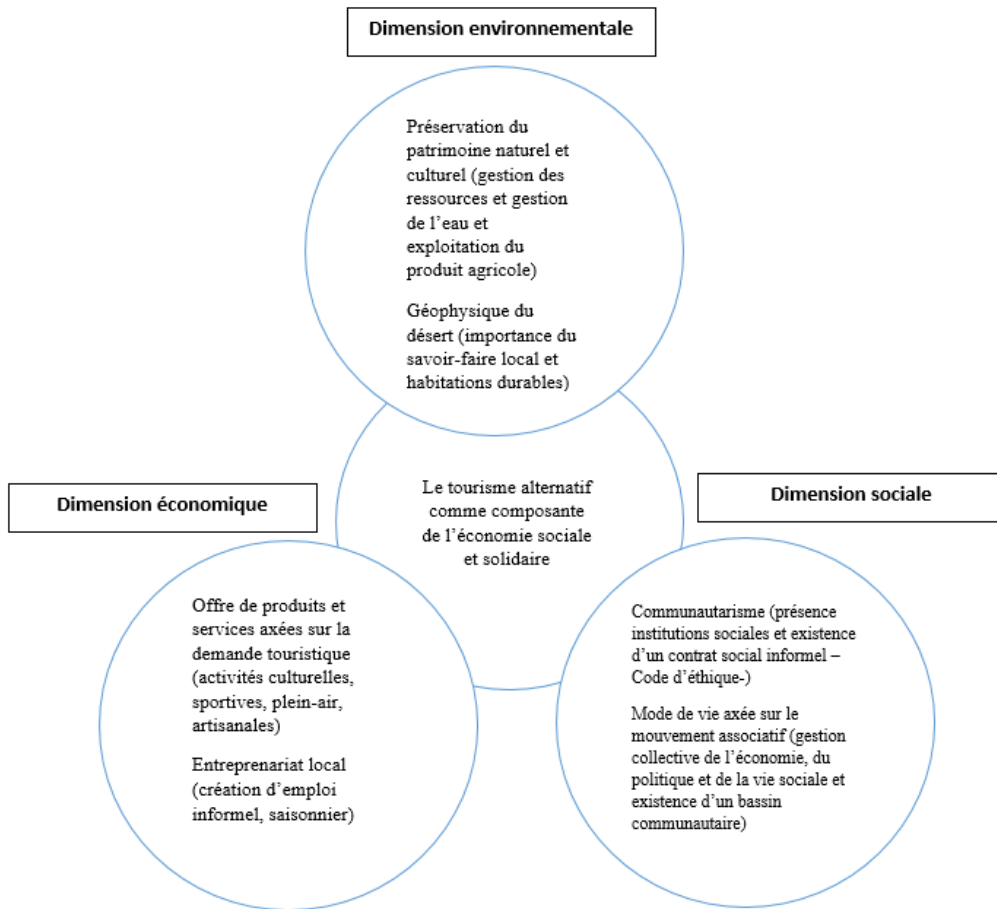 Dimension environnementale
Préservation du
patrimoine naturel et
culturel (gestion des
ressources et gestion
de l’eau et
exploitation du
produit agricole)
Géophysique du
désert (importance du
savoir-faire local et
habitations durables)
Le tourisme alternatif
comme composante
de l’économie sociale
et solidaire
Dimension économique
Offre de produits et
services axées sur la
demande touristique
(activités culturelles,
sportives, plein-air,
artisanales)
Entreprenariat local
(création d’emploi
informel, saisonnier)
Dimension sociale
Communautarisme (présence
institutions sociales et existence
d’un contrat social informel –
Code d’éthique-)
Mode de vie axée sur le
mouvement associatif (gestion
collective de l’économie, du
politique et de la vie sociale et
existence d’un bassin
communautaire)